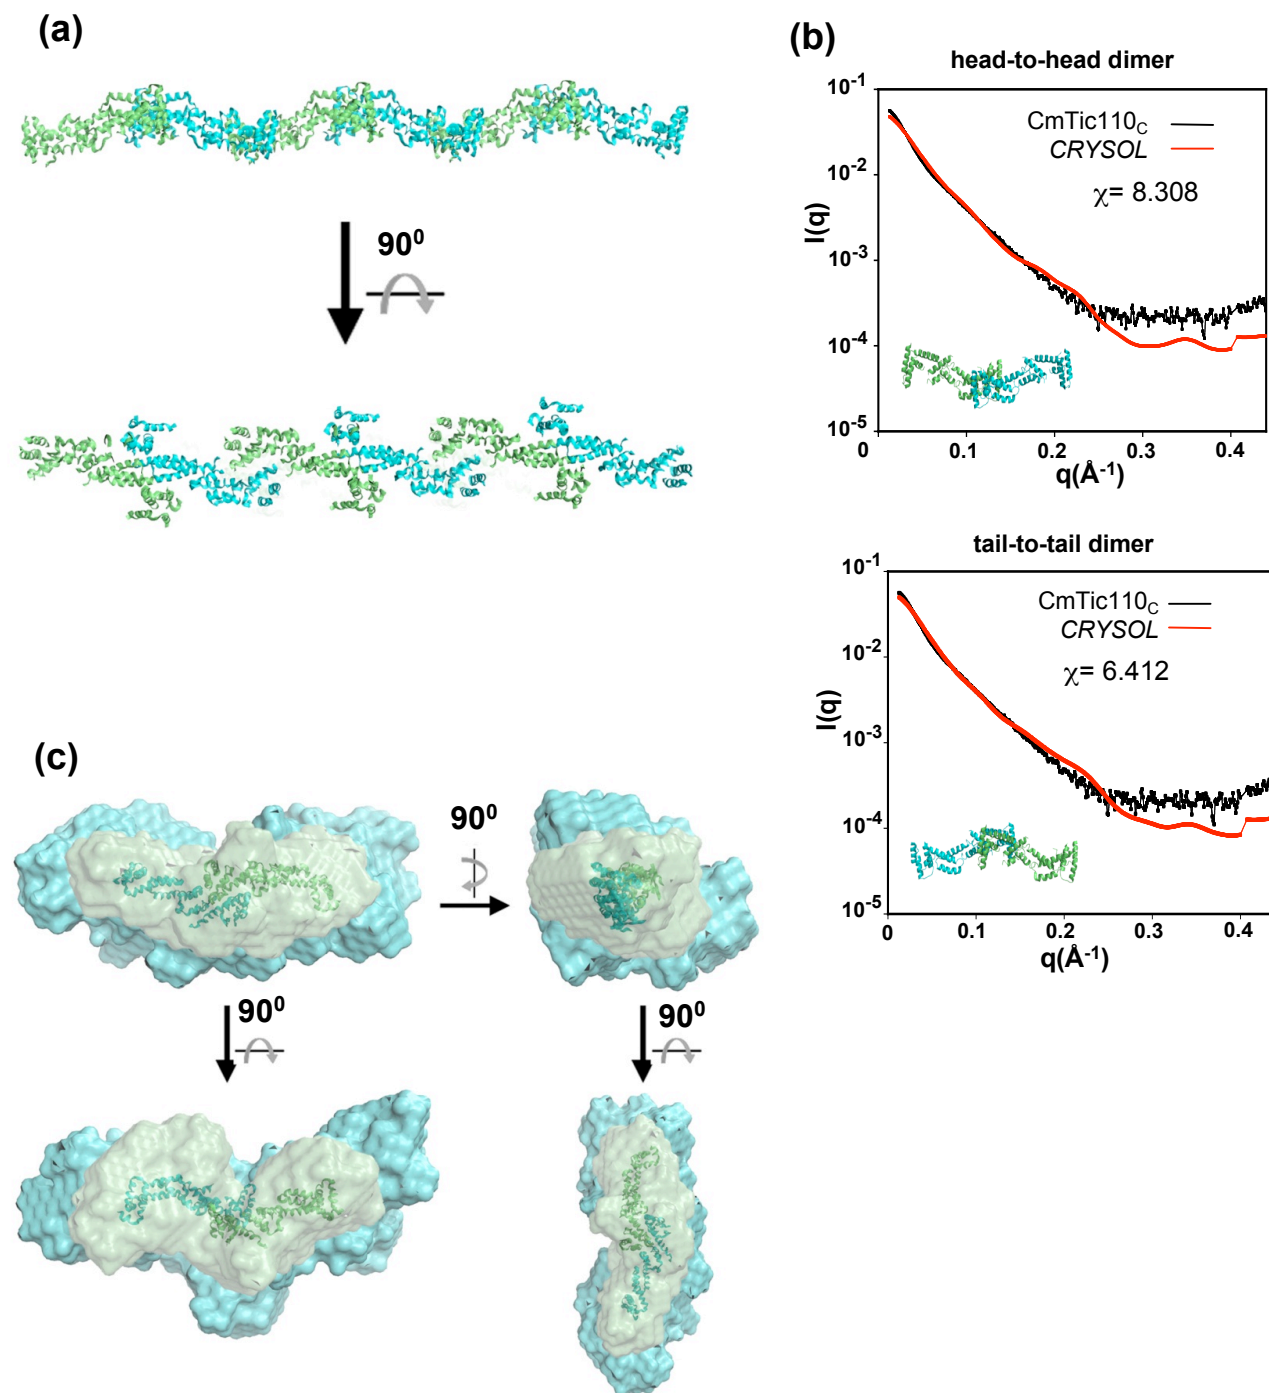 (a)
90⁰
(b)
head-to-head dimer
10⁻¹
10⁻²
10⁻³
10⁻⁴
10⁻⁵
I(q)
CmTic110C
CRYSOL
χ= 8.308
0 0.1 0.2 0.3 0.4
q(Å⁻¹)
tail-to-tail dimer
10⁻¹
10⁻²
10⁻³
10⁻⁴
10⁻⁵
I(q)
CmTic110C
CRYSOL
χ= 6.412
0 0.1 0.2 0.3 0.4
q(Å⁻¹)
(c)
90⁰
90⁰
90⁰